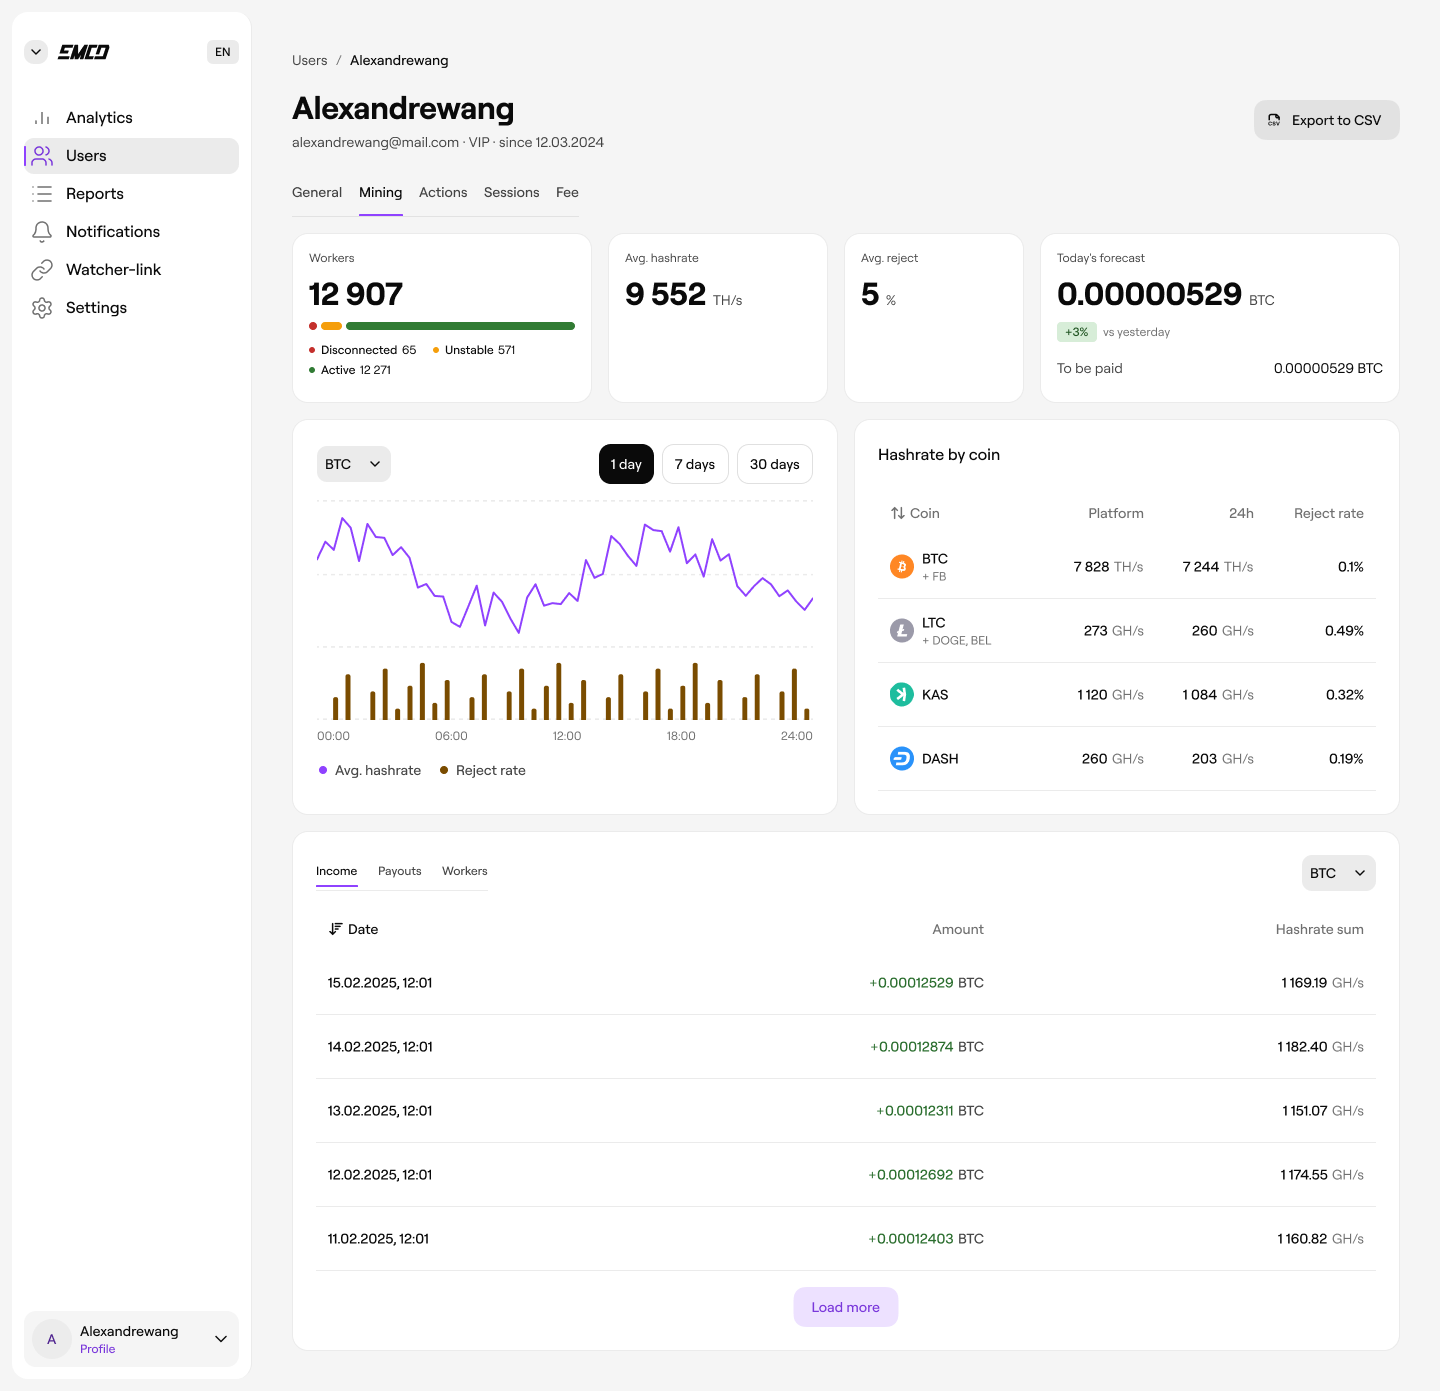 EMCD
EN
Analytics
Users
Reports
Notifications
Watcher-link
Settings
Users / Alexandrewang
Alexandrewang
alexandrewang@mail.com · VIP · since 12.03.2024
CSV Export to CSV
General Mining Actions Sessions Fee
Workers
12 907
Disconnected 65 Unstable 571
Active 12 271
Avg. hashrate
9 552 TH/s
Avg. reject
5 %
Today's forecast
0.00000529 BTC
+3% vs yesterday
To be paid 0.00000529 BTC
BTC 1 day 7 days 30 days
00:00 06:00 12:00 18:00 24:00
Avg. hashrate Reject rate
Hashrate by coin
Coin Platform 24h Reject rate
BTC
+ FB
7 828 TH/s 7 244 TH/s 0.1%
LTC
+ DOGE, BEL
273 GH/s 260 GH/s 0.49%
KAS 1 120 GH/s 1 084 GH/s 0.32%
DASH 260 GH/s 203 GH/s 0.19%
Income Payouts Workers
BTC
Date Amount Hashrate sum
15.02.2025, 12:01 +0.00012529 BTC 1 169.19 GH/s
14.02.2025, 12:01 +0.00012874 BTC 1 182.40 GH/s
13.02.2025, 12:01 +0.00012311 BTC 1 151.07 GH/s
12.02.2025, 12:01 +0.00012692 BTC 1 174.55 GH/s
11.02.2025, 12:01 +0.00012403 BTC 1 160.82 GH/s
Load more
A
Alexandrewang
Profile